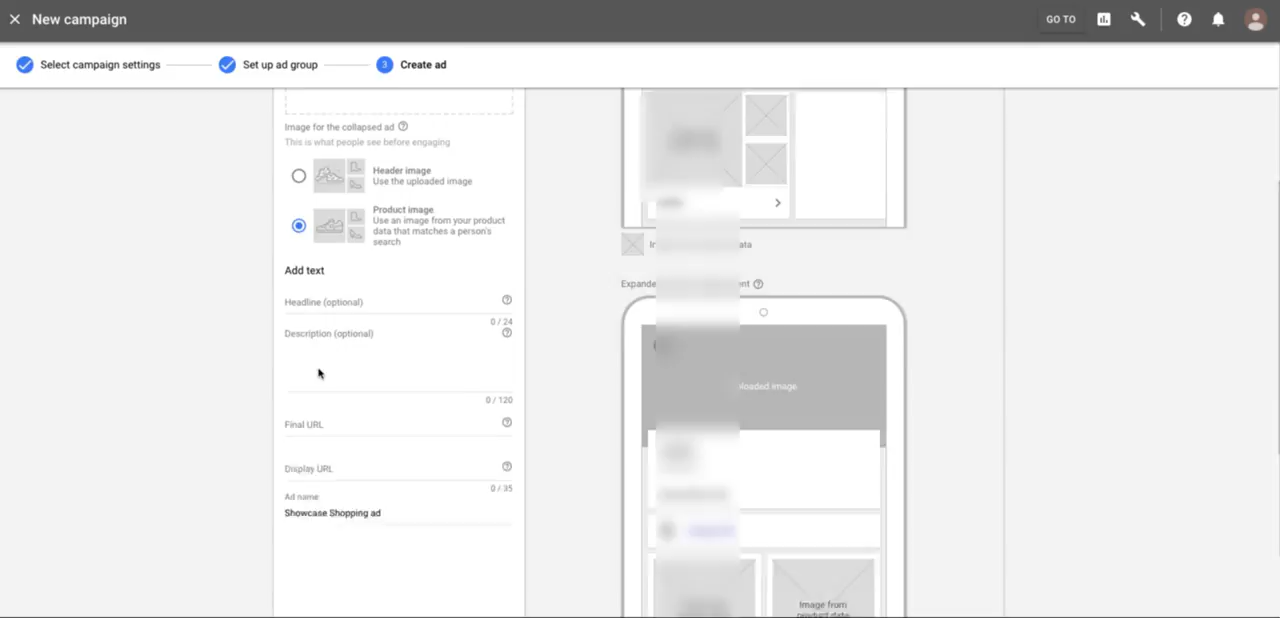 New campaign
GO TO
Select campaign settings
Set up ad group
3
Create ad
Image for the collapsed ad
This is what people see before engaging
Header image
Use the uploaded image
Product image
Use an image from your product
data that matches a person's
search
Add text
Headline (optional)
0 / 24
Description (optional)
0 / 120
Final URL
Display URL
0 / 35
Ad name
Showcase Shopping ad
image
Image from
product data